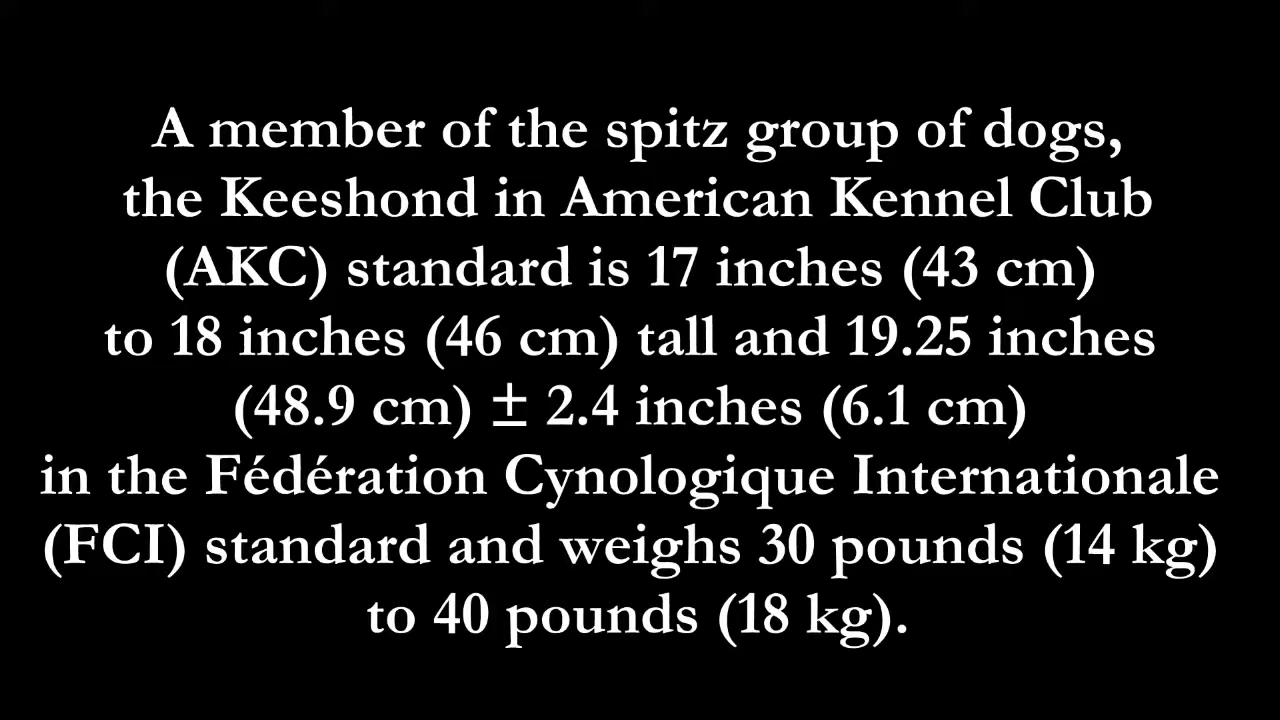 A member of the spitz group of dogs,
the Keeshond in American Kennel Club
(AKC) standard is 17 inches (43 cm)
to 18 inches (46 cm) tall and 19.25 inches
(48.9 cm) ± 2.4 inches (6.1 cm)
in the Fédération Cynologique Internationale
(FCI) standard and weighs 30 pounds (14 kg)
to 40 pounds (18 kg).